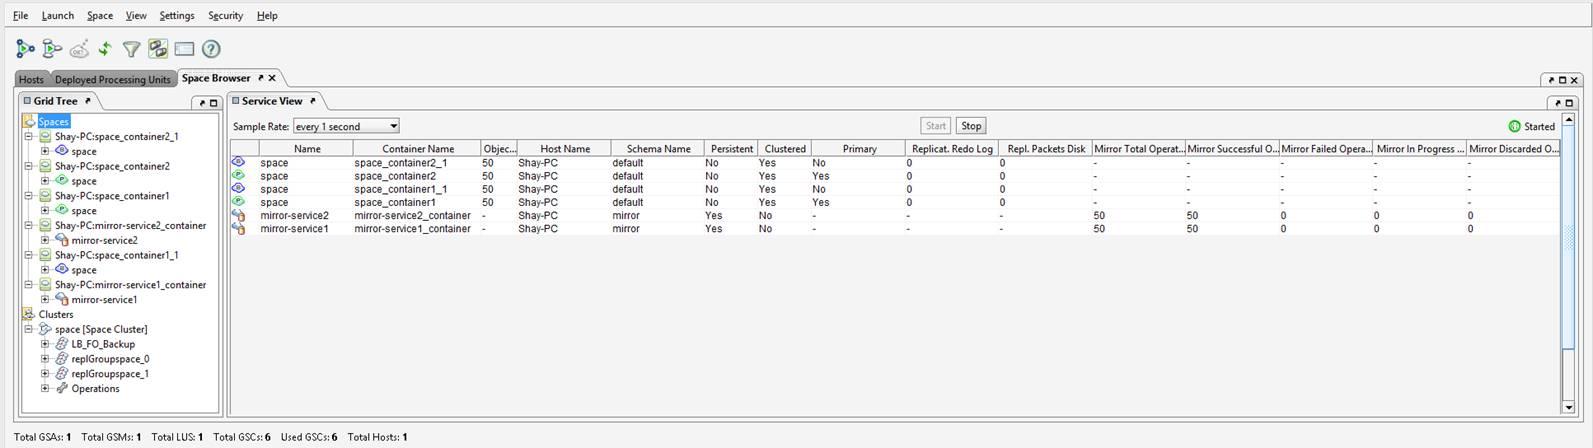 File Launch Space View Settings Security Help
Hosts Deployed Processing Units Space Browser
Grid Tree
Spaces
Shay-PC:space_container2_1
space
Shay-PC:space_container2
space
Shay-PC:space_container1
space
Shay-PC:mirror-service2_container
mirror-service2
Shay-PC:space_container1_1
space
Shay-PC:mirror-service1_container
mirror-service1
Clusters
space [Space Cluster]
LB_FO_Backup
replGroupspace_0
replGroupspace_1
Operations
Service View
Sample Rate: every 1 second Start Stop Started
Name Container Name Objec... Host Name Schema Name Persistent Clustered Primary Replicat. Redo Log Repl. Packets Disk Mirror Total Operat... Mirror Successful O... Mirror Failed Opera... Mirror In Progress ... Mirror Discarded O...
space space_container2_1 50 Shay-PC default No Yes No 0 0 - - - - -
space space_container2 50 Shay-PC default No Yes Yes 0 0 - - - - -
space space_container1_1 50 Shay-PC default No Yes No 0 0 - - - - -
space space_container1 50 Shay-PC default No Yes Yes 0 0 - - - - -
mirror-service2 mirror-service2_container - Shay-PC mirror Yes No - - - 50 50 0 0 0
mirror-service1 mirror-service1_container - Shay-PC mirror Yes No - - - 50 50 0 0 0
Total GSAs: 1 Total GSMs: 1 Total LUS: 1 Total GSCs: 6 Used GSCs: 6 Total Hosts: 1